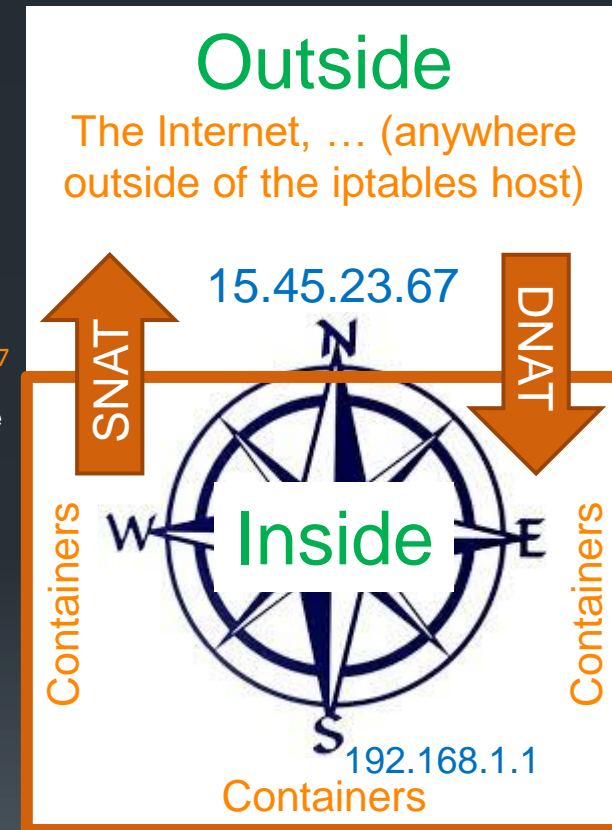 Outside
The Internet, … (anywhere
outside of the iptables host)
15.45.23.67
SNAT
DNAT
N
7
e
W
Inside
E
Containers
Containers
S
192.168.1.1
Containers